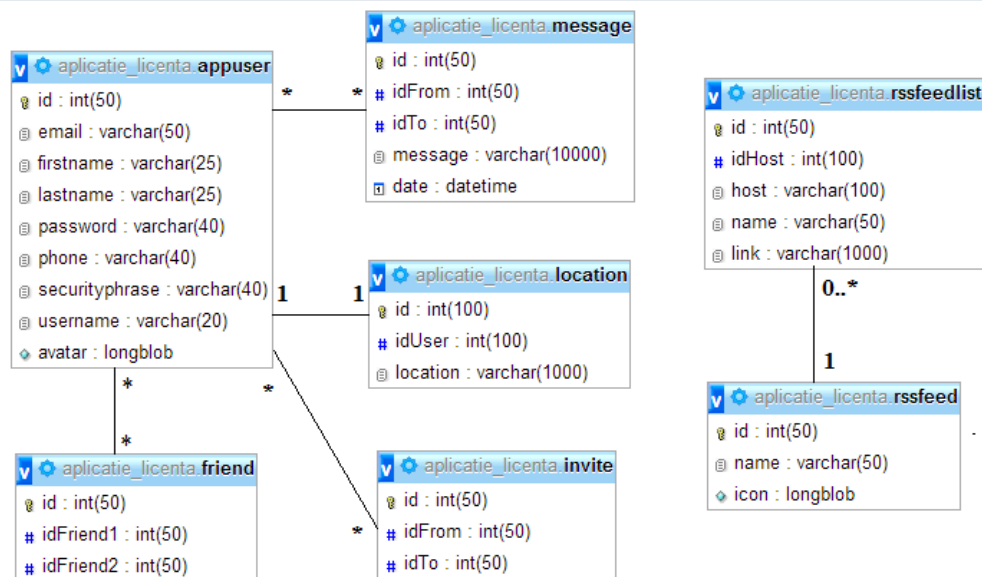 aplicatie_licenta.appuser
id : int(50)
email : varchar(50)
firstname : varchar(25)
lastname : varchar(25)
password : varchar(40)
phone : varchar(40)
securityphrase : varchar(40)
username : varchar(20)
avatar : longblob
* *
aplicatie_licenta.message
id : int(50)
# idFrom : int(50)
# idTo : int(50)
message : varchar(10000)
date : datetime
1 1
aplicatie_licenta.location
id : int(100)
# idUser : int(100)
location : varchar(1000)
*
*
aplicatie_licenta.friend
id : int(50)
# idFriend1 : int(50)
# idFriend2 : int(50)
*
*
aplicatie_licenta.invite
id : int(50)
# idFrom : int(50)
# idTo : int(50)
aplicatie_licenta.rssfeedlist
id : int(50)
# idHost : int(100)
host : varchar(100)
name : varchar(50)
link : varchar(1000)
0..*
1
aplicatie_licenta.rssfeed
id : int(50)
name : varchar(50)
icon : longblob